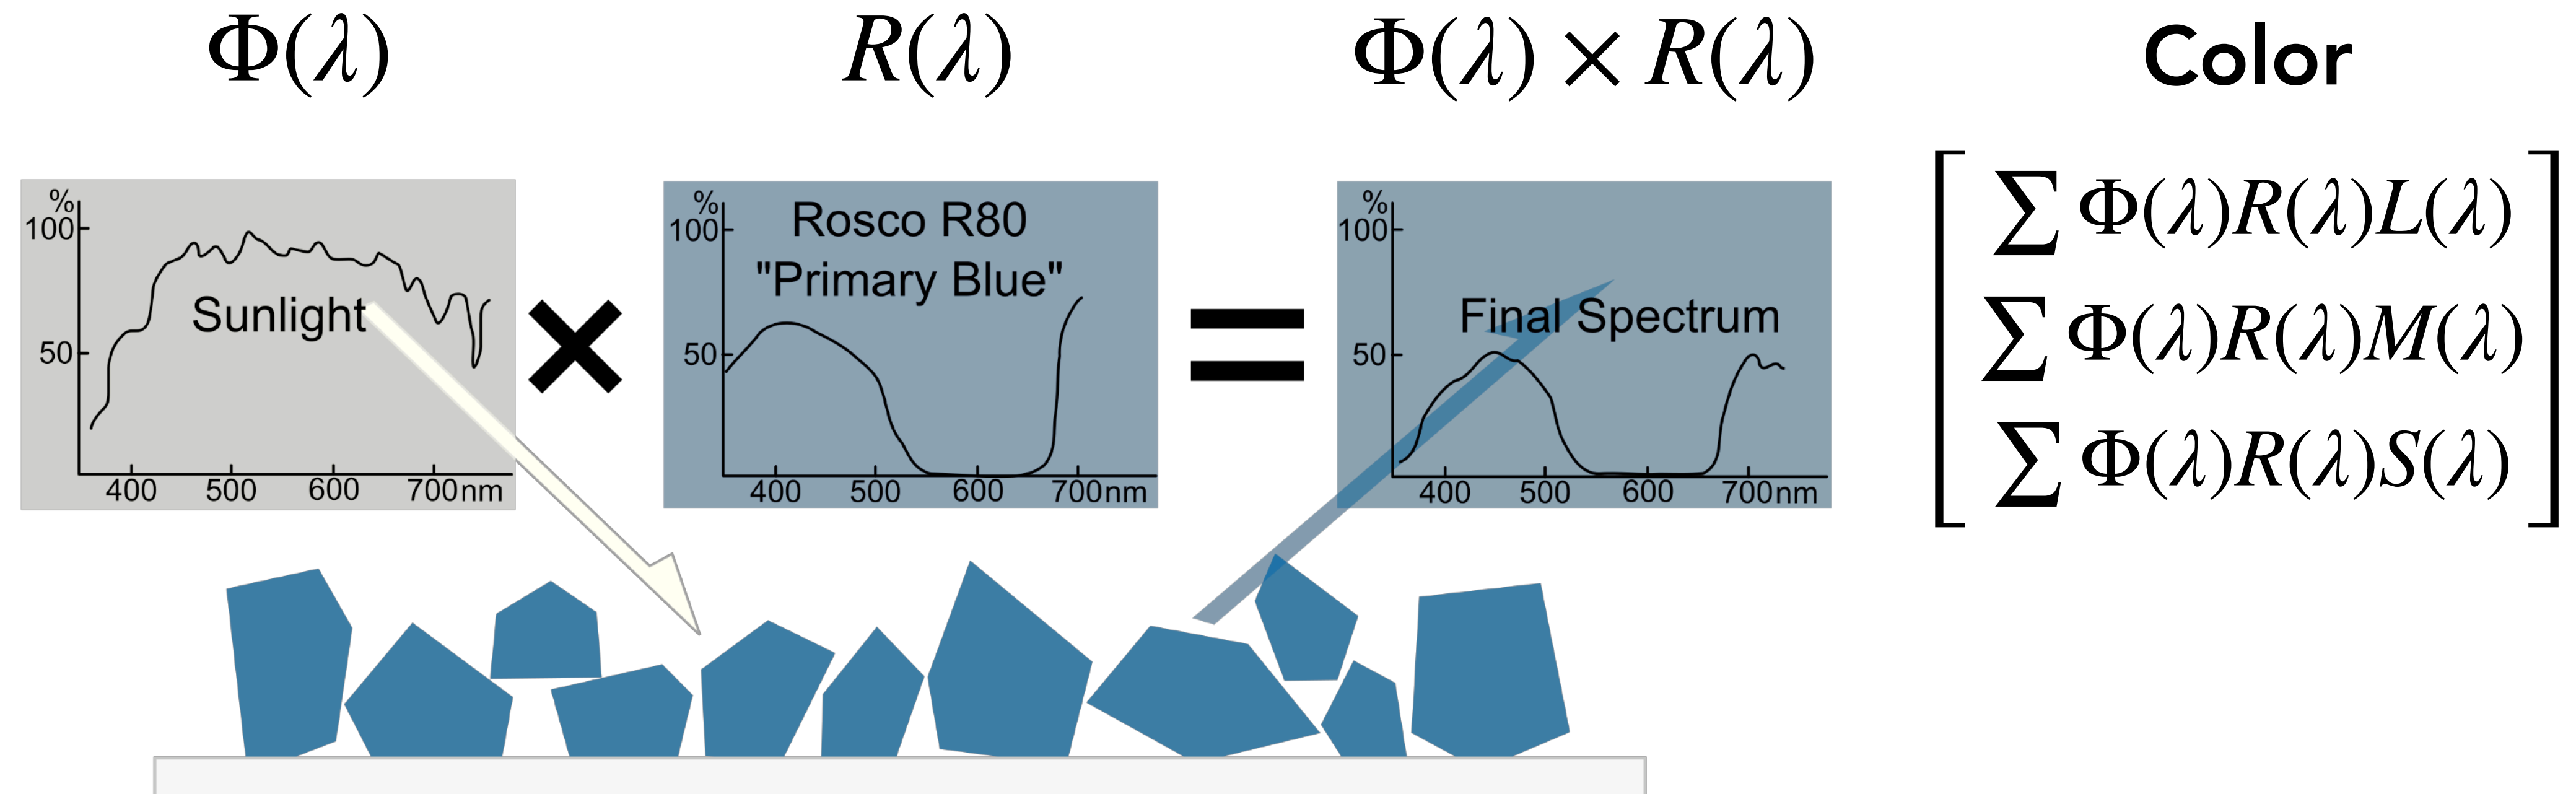 Φ(λ)
R(λ)
Φ(λ) × R(λ)
Color
%
100
50
Sunlight
400 500 600 700nm
%
100
50
Rosco R80
"Primary Blue"
400 500 600 700nm
%
100
50
Final Spectrum
400 500 600 700nm
×
=
∑ Φ(λ)R(λ)L(λ)
∑ Φ(λ)R(λ)M(λ)
∑ Φ(λ)R(λ)S(λ)